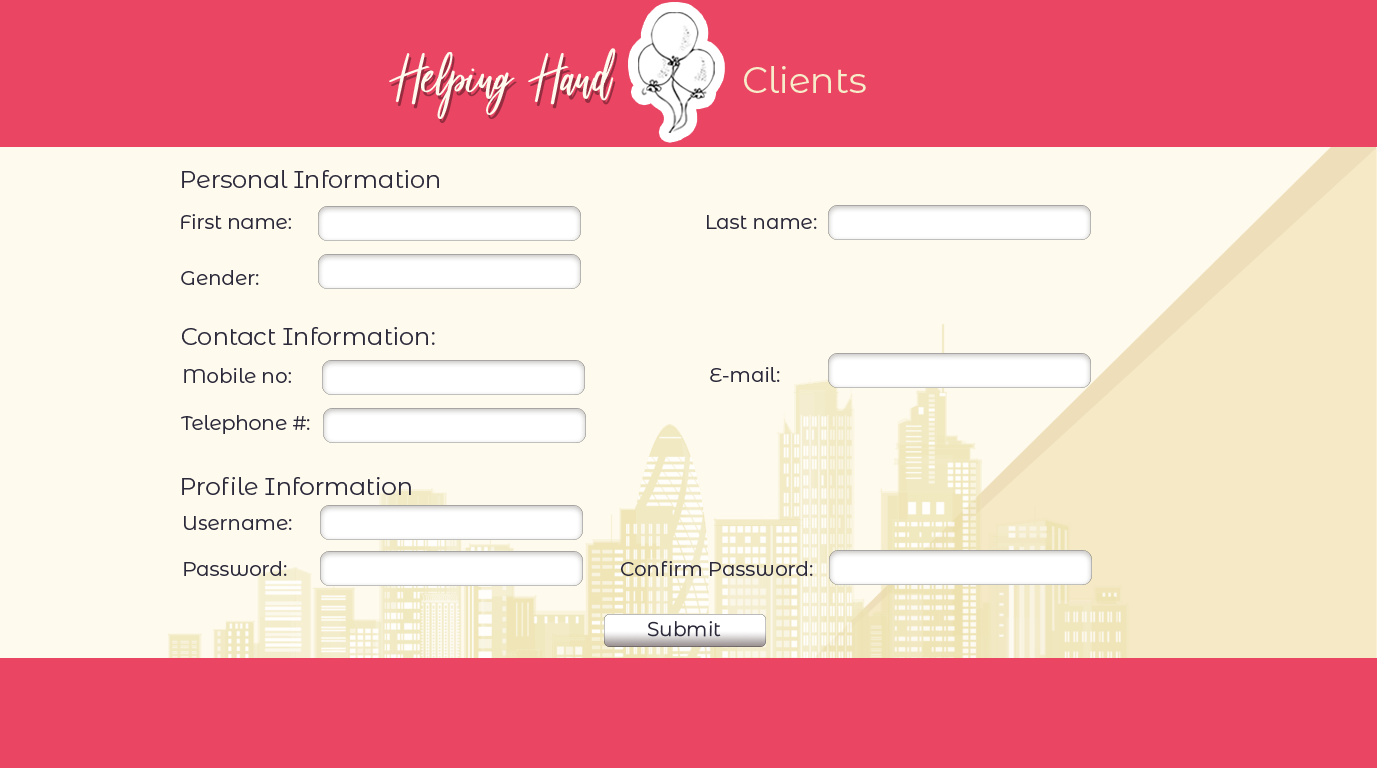 Helping Hand Clients
Personal Information
First name: Last name:
Gender:
Contact Information:
Mobile no: E-mail:
Telephone #:
Profile Information
Username:
Password: Confirm Password:
Submit